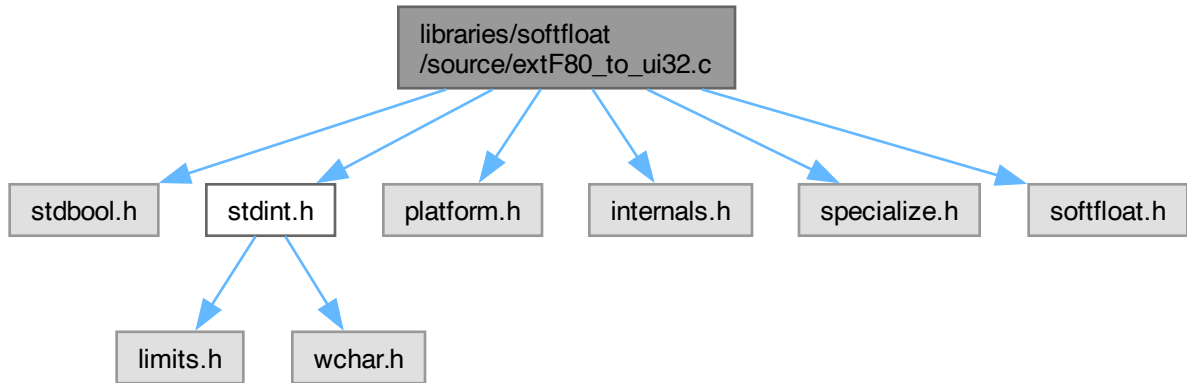 libraries/softfloat
/source/extF80_to_ui32.c
stdbool.h
stdint.h
platform.h
internals.h
specialize.h
softfloat.h
limits.h
wchar.h